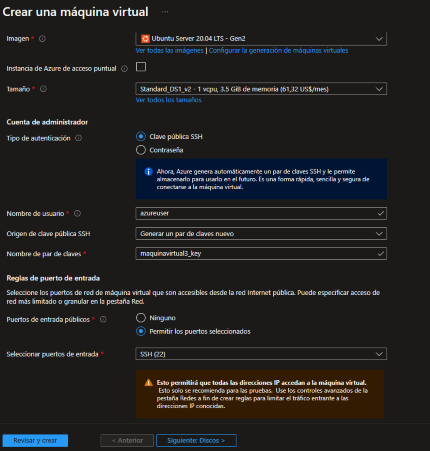 Crear una máquina virtual ...
Imagen *
Ubuntu Server 20.04 LTS - Gen2
Ver todas las imágenes | Configurar la generación de máquinas virtuales
Instancia de Azure de acceso puntual
Tamaño *
Standard_DS1_v2 - 1 vcpu, 3.5 GiB de memoria (61,32 US$/mes)
Ver todos los tamaños
Cuenta de administrador
Tipo de autenticación
Clave pública SSH
Contraseña
Ahora, Azure genera automáticamente un par de claves SSH y le permite
almacenarlo para usarlo en el futuro. Es una forma rápida, sencilla y segura de
conectarse a la máquina virtual.
Nombre de usuario *
azureuser
Origen de clave pública SSH
Generar un par de claves nuevo
Nombre de par de claves *
maquinavirtual3_key
Reglas de puerto de entrada
Seleccione los puertos de red de máquina virtual que son accesibles desde la red Internet pública. Puede especificar acceso de
red más limitado o granular en la pestaña Red.
Puertos de entrada públicos *
Ninguno
Permitir los puertos seleccionados
Seleccionar puertos de entrada *
SSH (22)
Esto permitirá que todas las direcciones IP accedan a la máquina virtual.
Esto solo se recomienda para las pruebas. Use los controles avanzados de la
pestaña Redes a fin de crear reglas para limitar el tráfico entrante a las
direcciones IP conocidas.
Revisar y crear
< Anterior
Siguiente: Discos >